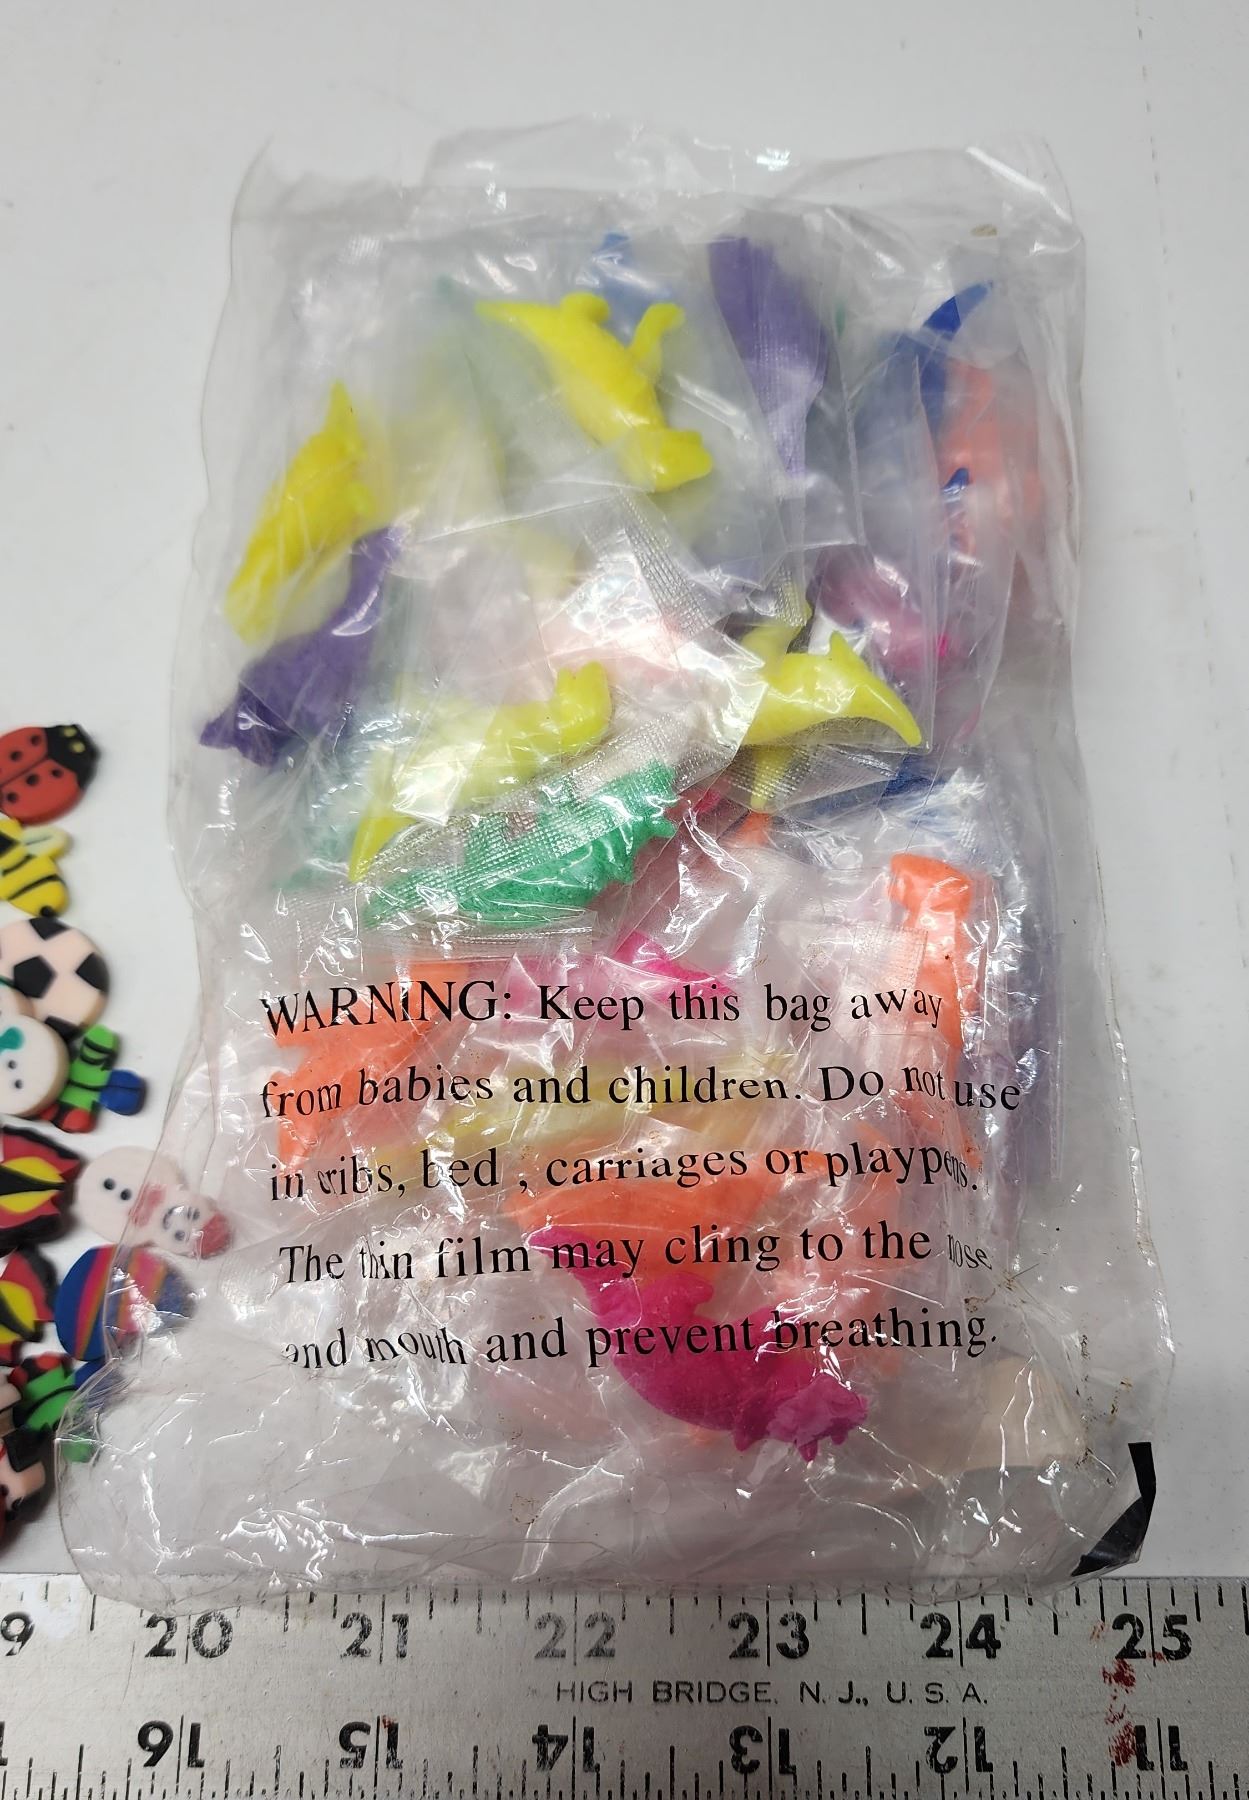 WARNING: Keep this bag away
from babies and children. Do not use
in cribs, bed , carriages or playpens.
The thin film may cling to the nose
and mouth and prevent breathing.
9 20 21 22 23 24 25
HIGH BRIDGE, N. J., U. S. A.
16 15 14 13 12 11